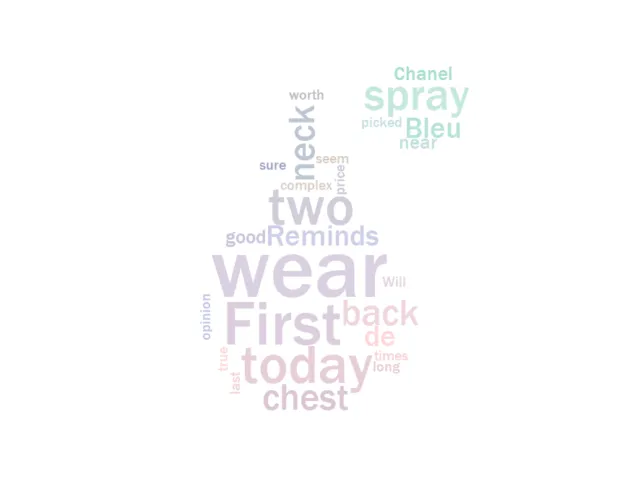 Chanel
spray
worth
picked Bleu
neck
near
sure
seem
price
complex
two
good Reminds
wear
Will
opinion
First
back
de
true
today
times
long
last
chest